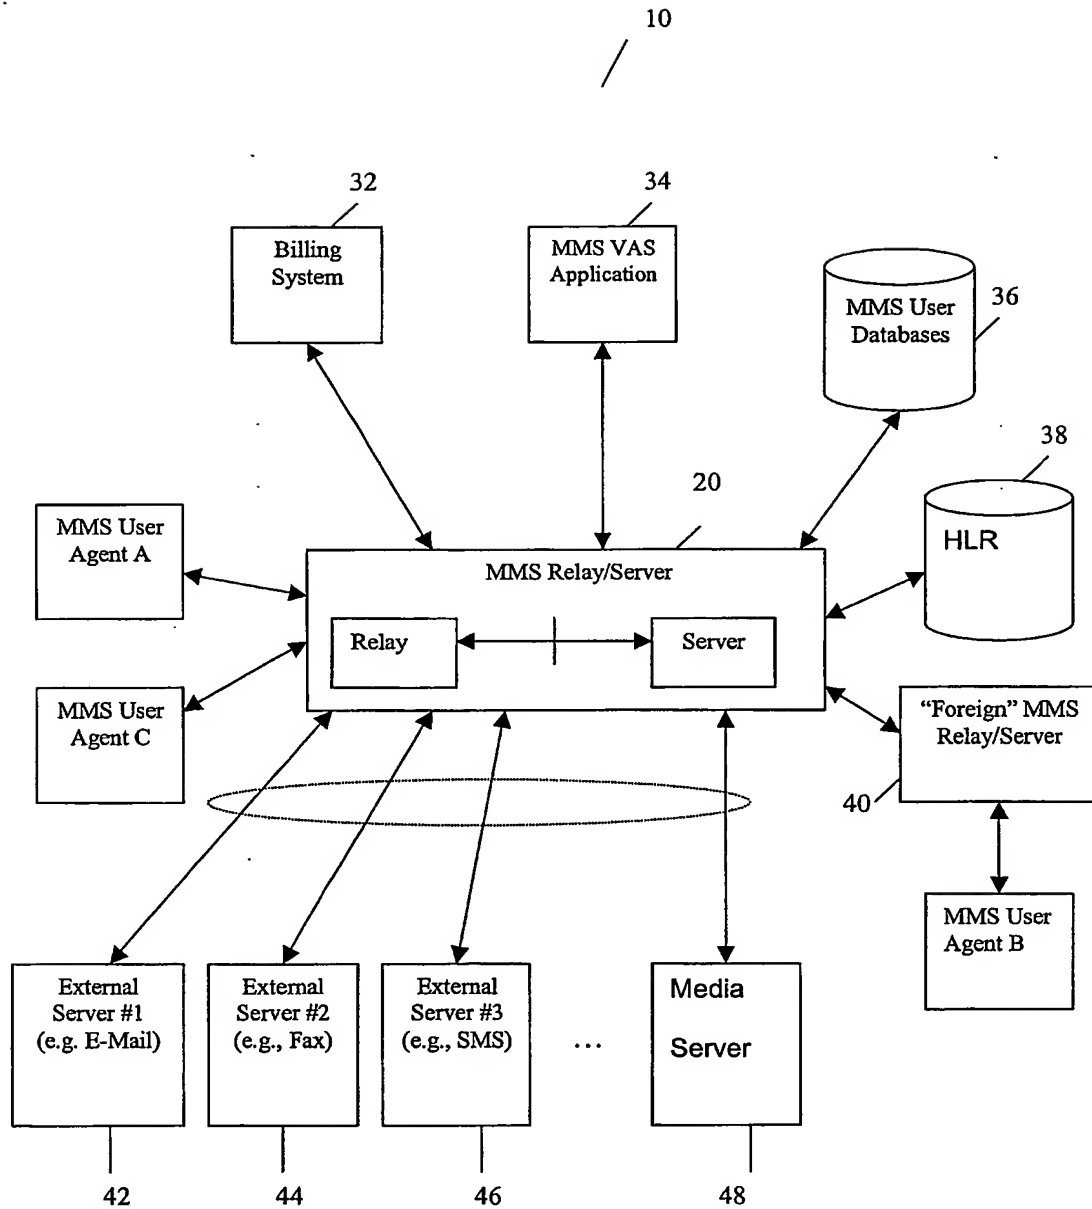 10
32
34
Billing
System
MMS VAS
Application
MMS User
Databases
36
38
20
MMS User
Agent A
HLR
MMS Relay/Server
Relay
Server
MMS User
Agent C
“Foreign” MMS
Relay/Server
40
MMS User
Agent B
External
Server #1
(e.g. E-Mail)
External
Server #2
(e.g., Fax)
External
Server #3
(e.g., SMS)
...
Media
Server
42
44
46
48